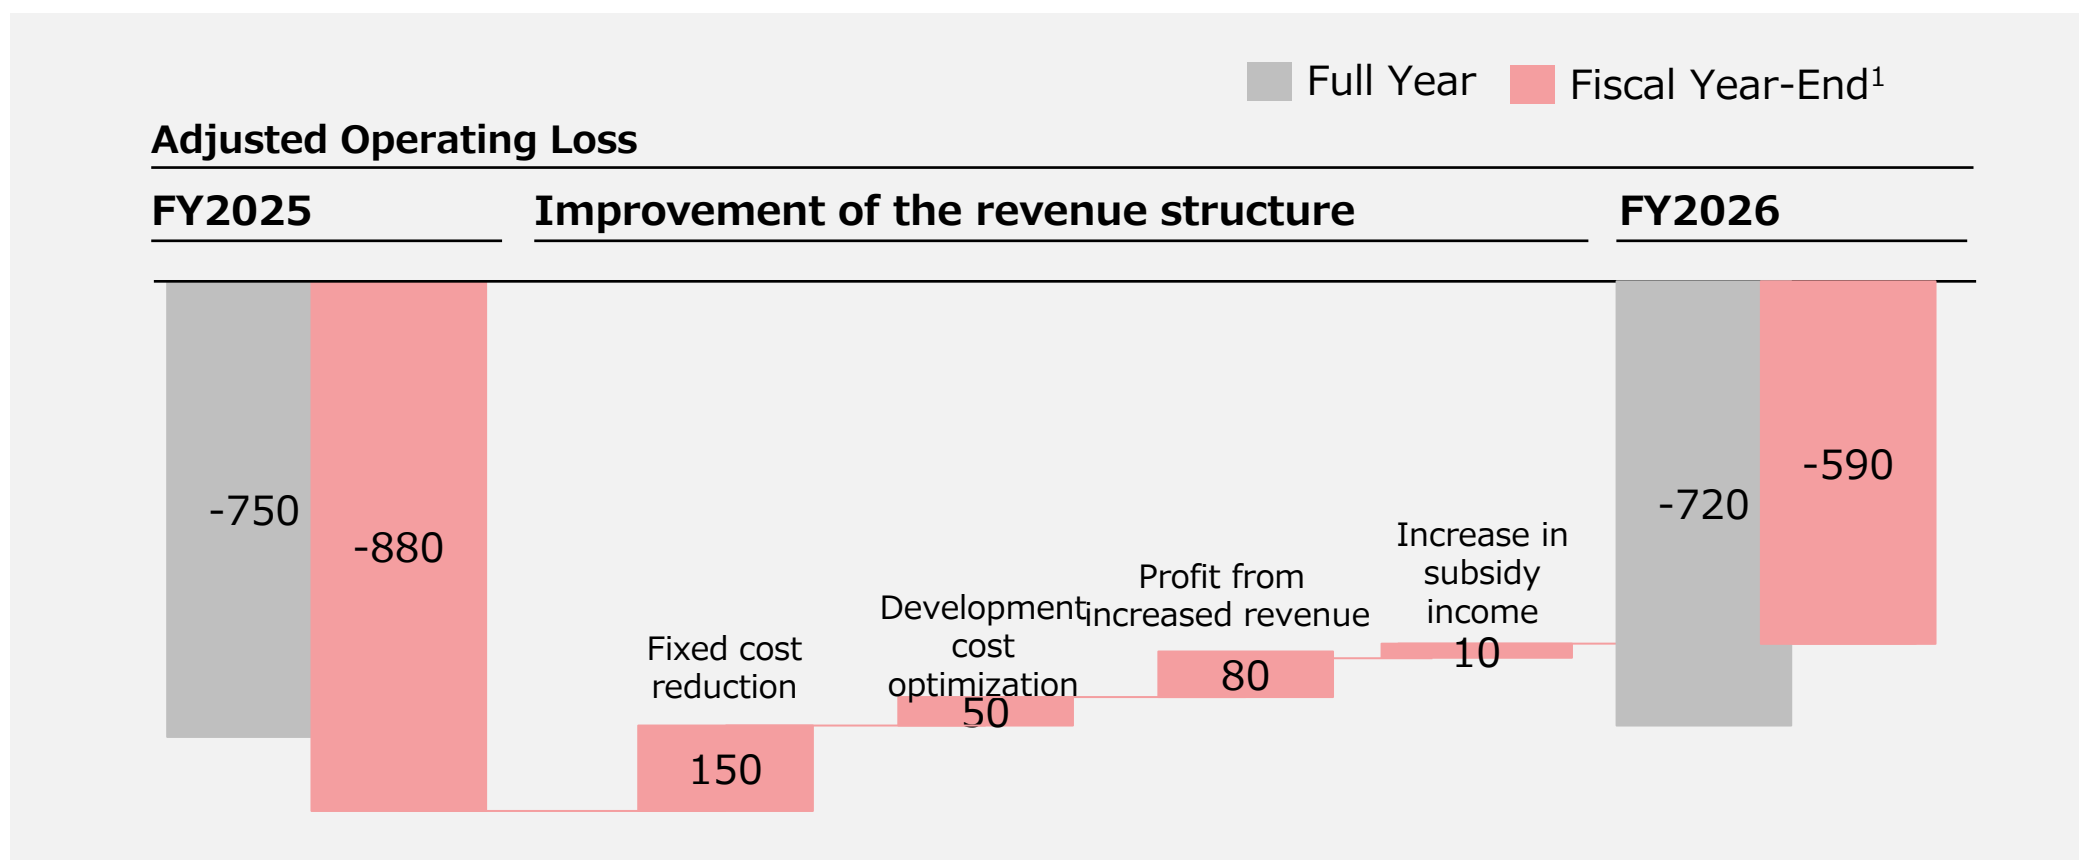 Full Year
Fiscal Year-End¹
Adjusted Operating Loss
FY2025
Improvement of the revenue structure
FY2026
-750
-880
Fixed cost
reduction
150
Development
cost
optimization
50
Profit from
increased revenue
80
Increase in
subsidy
income
10
-720
-590